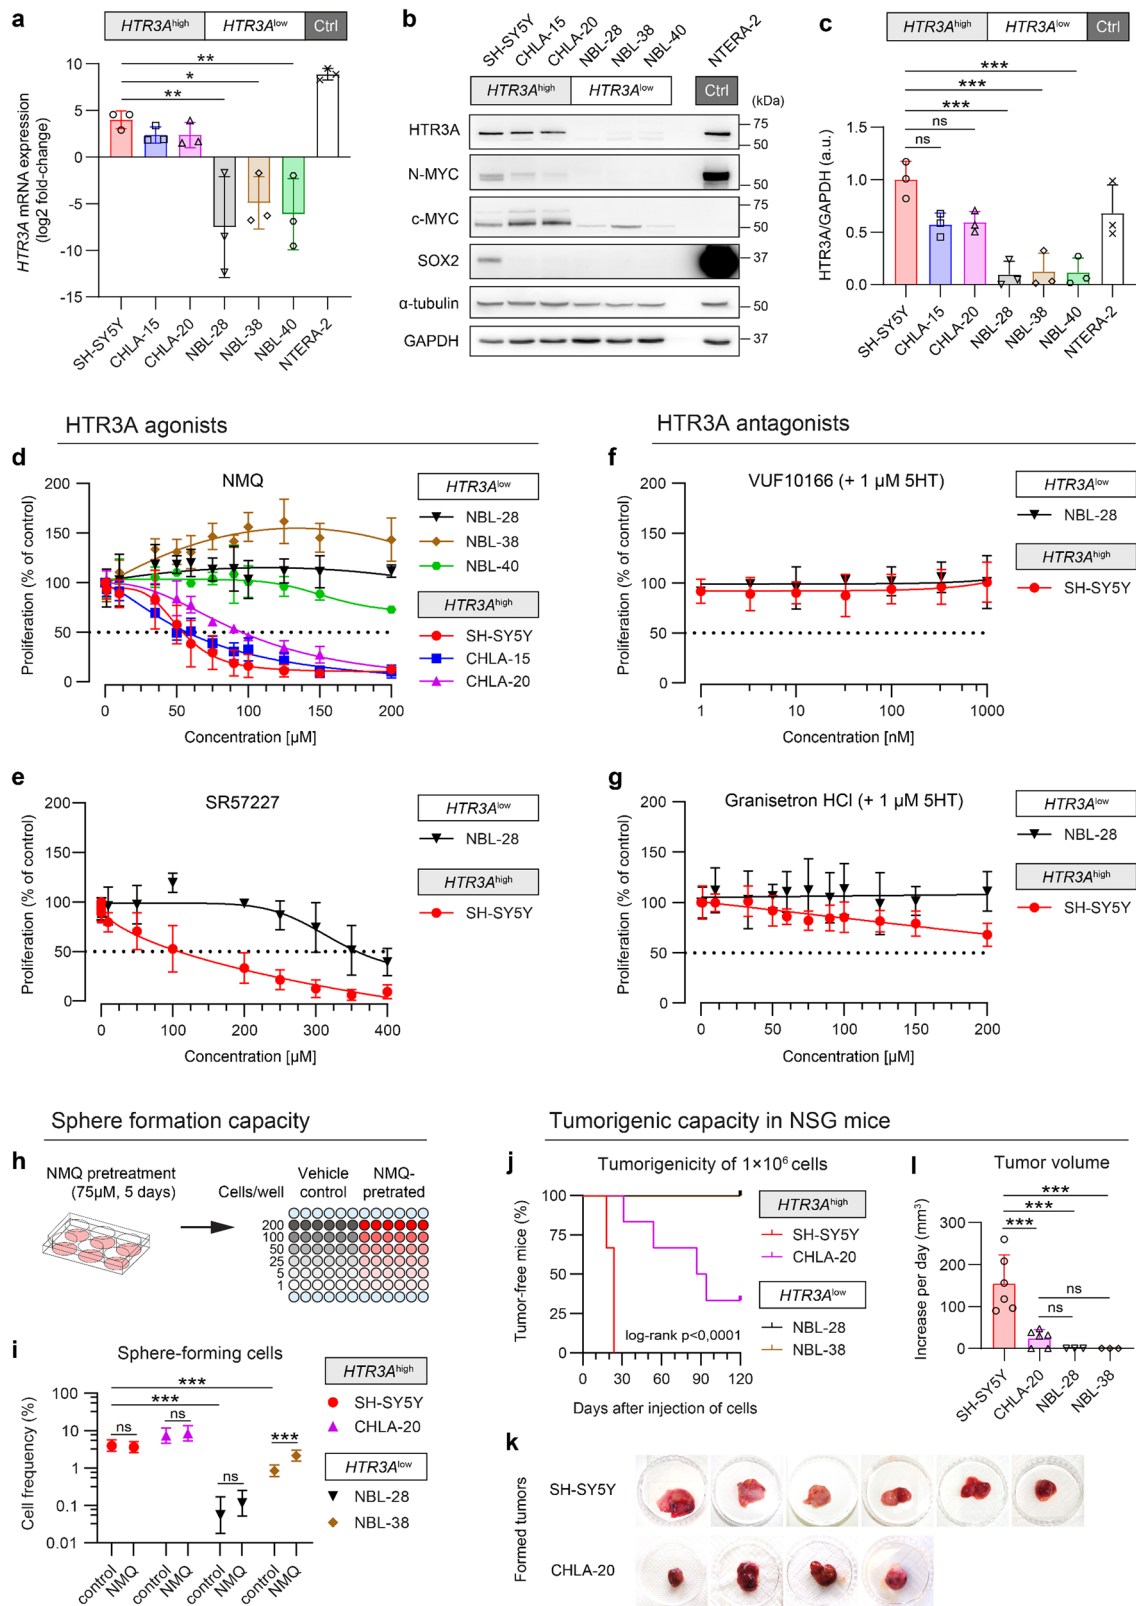 a
HTR3Ahigh HTR3Alow Ctrl
HTR3A mRNA expression
(log2 fold-change)
10
5
0
-5
-10
-15
**
*
**
SH-SY5Y
CHLA-15
CHLA-20
NBL-28
NBL-38
NBL-40
NTERA-2
b
SH-SY5Y
CHLA-15
CHLA-20
NBL-28
NBL-38
NBL-40
NTERA-2
HTR3Ahigh HTR3Alow Ctrl
(kDa)
HTR3A
75
50
N-MYC
75
50
c-MYC
75
50
SOX2
37
α-tubulin
50
GAPDH
37
c
HTR3Ahigh HTR3Alow Ctrl
HTR3A/GAPDH (a.u.)
1.5
1.0
0.5
0.0
***
***
***
ns
ns
SH-SY5Y
CHLA-15
CHLA-20
NBL-28
NBL-38
NBL-40
NTERA-2
HTR3A agonists
d
NMQ
Proliferation (% of control)
200
150
100
50
0
0 50 100 150 200
Concentration [µM]
HTR3Alow
NBL-28
NBL-38
NBL-40
HTR3Ahigh
SH-SY5Y
CHLA-15
CHLA-20
e
SR57227
Proliferation (% of control)
200
150
100
50
0
0 100 200 300 400
Concentration [µM]
HTR3Alow
NBL-28
HTR3Ahigh
SH-SY5Y
HTR3A antagonists
f
VUF10166 (+ 1 µM 5HT)
Proliferation (% of control)
200
150
100
50
0
1 10 100 1000
Concentration [nM]
HTR3Alow
NBL-28
HTR3Ahigh
SH-SY5Y
g
Granisetron HCl (+ 1 µM 5HT)
Proliferation (% of control)
200
150
100
50
0
0 50 100 150 200
Concentration [µM]
HTR3Alow
NBL-28
HTR3Ahigh
SH-SY5Y
Sphere formation capacity
h
NMQ pretreatment
(75µM, 5 days)
Cells/well
Vehicle
control
NMQ-
pretrated
200
100
50
25
5
1
i
Sphere-forming cells
Cell frequency (%)
100
10
1
0.1
0.01
***
***
ns
ns
ns
***
control
NMQ
control
NMQ
control
NMQ
control
NMQ
HTR3Ahigh
SH-SY5Y
CHLA-20
HTR3Alow
NBL-28
NBL-38
Tumorigenic capacity in NSG mice
j
Tumorigenicity of 1×10⁶ cells
Tumor-free mice (%)
100
75
50
25
0
log-rank p<0,0001
0 30 60 90 120
Days after injection of cells
HTR3Ahigh
SH-SY5Y
CHLA-20
HTR3Alow
NBL-28
NBL-38
l
Tumor volume
Increase per day (mm³)
300
200
100
0
***
***
***
ns
ns
SH-SY5Y
CHLA-20
NBL-28
NBL-38
k
Formed tumors
SH-SY5Y
CHLA-20